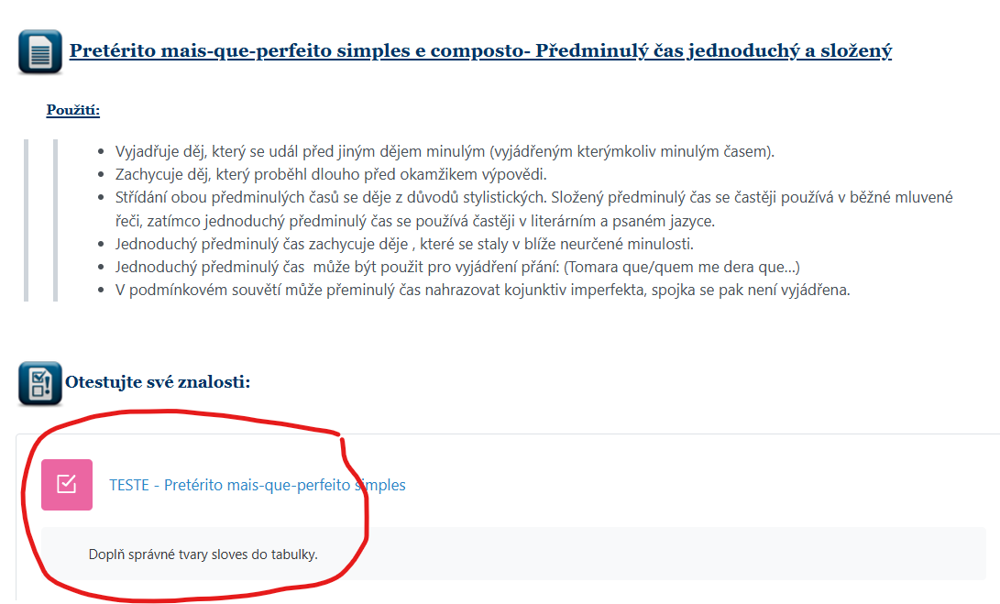 Pretérito mais-que-perfeito simples e composto- Předminulý čas jednoduchý a složený
Použití:
Vyjadřuje děj, který se udál před jiným dějem minulým (vyjádřeným kterýmkoliv minulým časem).
Zachycuje děj, který proběhl dlouho před okamžikem výpovědi.
Střídání obou předminulých časů se děje z důvodů stylistických. Složený předminulý čas se častěji používá v běžné mluvené
řeči, zatímco jednoduchý předminulý čas se používá častěji v literárním a psaném jazyce.
Jednoduchý předminulý čas zachycuje děje , které se staly v blíže neurčené minulosti.
Jednoduchý předminulý čas  může být použit pro vyjádření přání: (Tomara que/quem me dera que...)
V podmínkovém souvětí může přeminulý čas nahrazovat kojunktiv imperfekta, spojka se pak není vyjádřena.
Otestujte své znalosti:
TESTE - Pretérito mais-que-perfeito simples
Doplň správné tvary sloves do tabulky.